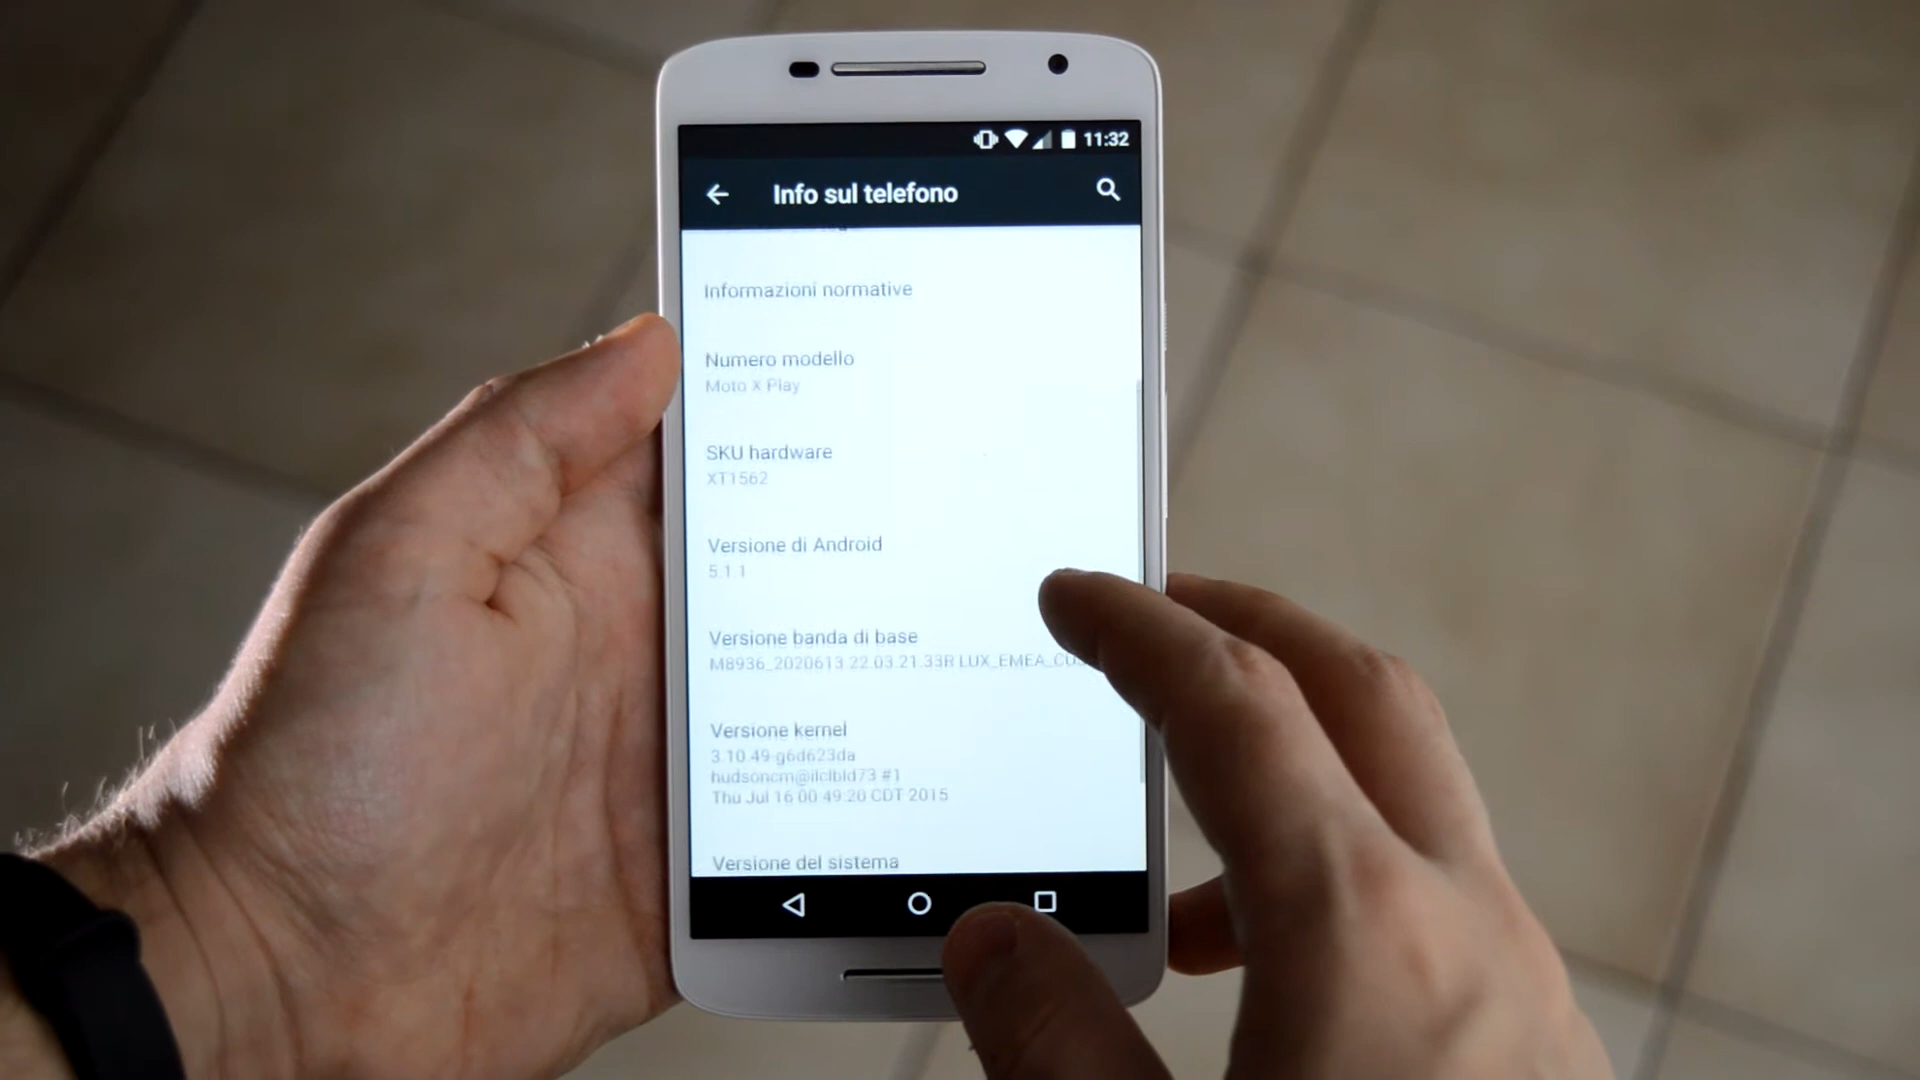 11:32
Info sul telefono
Informazioni normative
Numero modello
Moto X Play
SKU hardware
XT1562
Versione di Android
5.1.1
Versione banda di base
M8936_2020613.22.03.21.33R LUX_EMEA_CUS
Versione kernel
3.10.49-g6d623da
hudsoncm@ilclbld73 #1
Thu Jul 16 00:49:20 CDT 2015
Versione del sistema